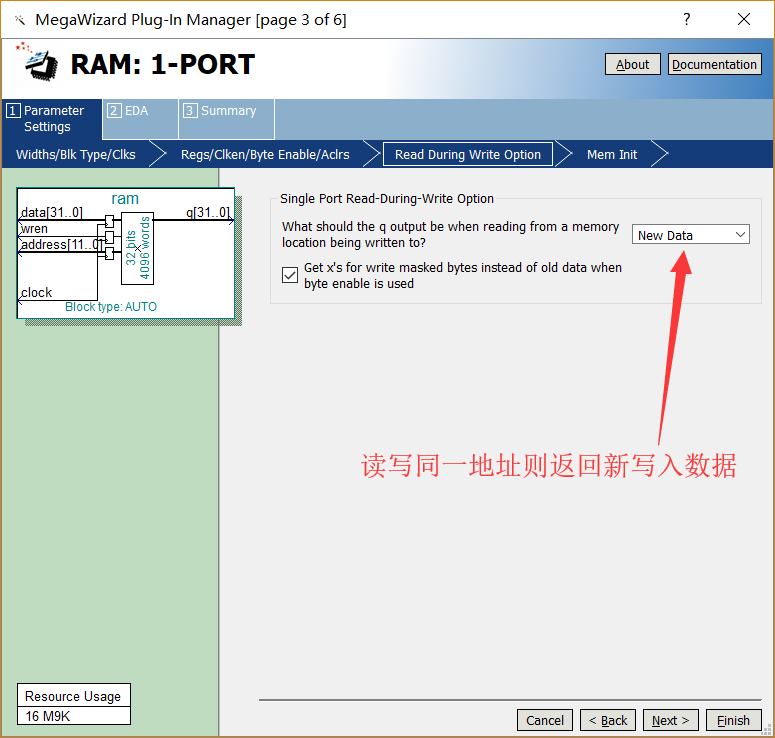 MegaWizard Plug-In Manager [page 3 of 6]
?
RAM: 1-PORT
About
Documentation
1 Parameter Settings
2 EDA
3 Summary
Widths/Blk Type/Clks
Regs/Clken/Byte Enable/Aclrs
Read During Write Option
Mem Init
ram
data[31..0]
q[31..0]
wren
address[11..0]
32 bits
4096 words
clock
Block type: AUTO
Single Port Read-During-Write Option
What should the q output be when reading from a memory
location being written to?
New Data
Get x's for write masked bytes instead of old data when
byte enable is used
读写同一地址则返回新写入数据
Resource Usage
16 M9K
Cancel
< Back
Next >
Finish